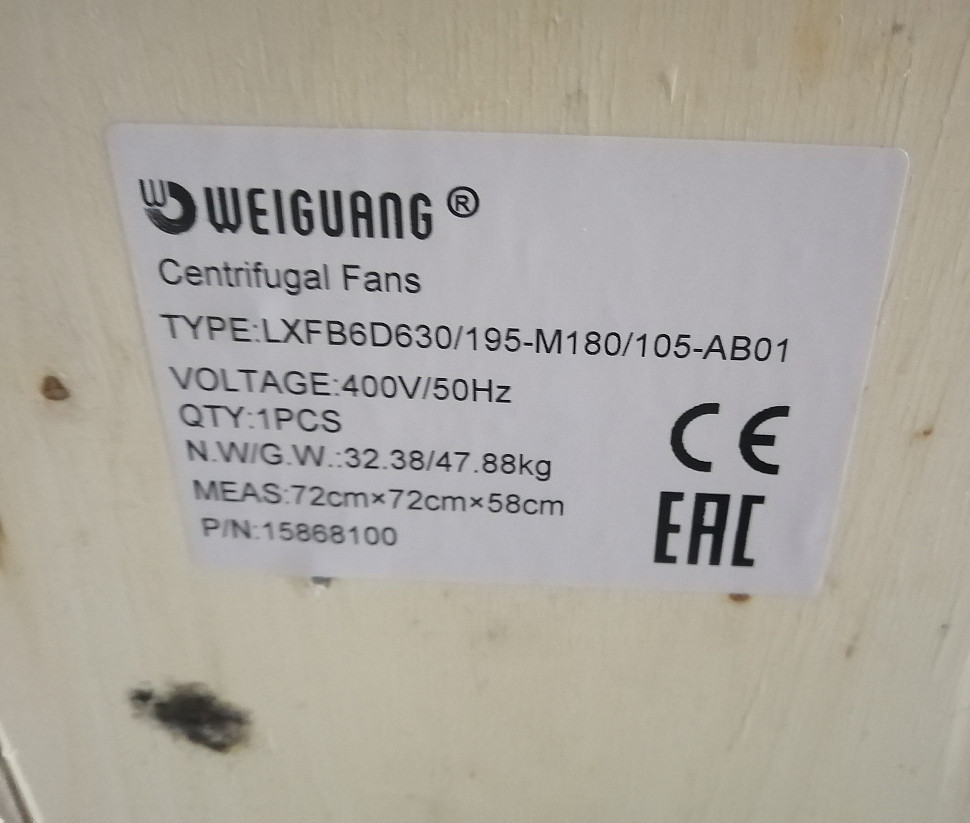 WEIGUANG ®
Centrifugal Fans
TYPE:LXFB6D630/195-M180/105-AB01
VOLTAGE:400V/50Hz
QTY:1PCS
N.W/G.W.:32.38/47.88kg
MEAS:72cm×72cm×58cm
P/N:15868100
CE
EAC